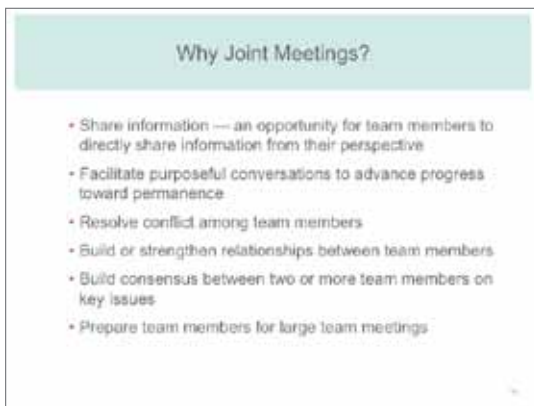 Why Joint Meetings?
• Share information — an opportunity for team members to
directly share information from their perspective
• Facilitate purposeful conversations to advance progress
toward permanence
• Resolve conflict among team members
• Build or strengthen relationships between team members
• Build consensus between two or more team members on
key issues
• Prepare team members for large team meetings